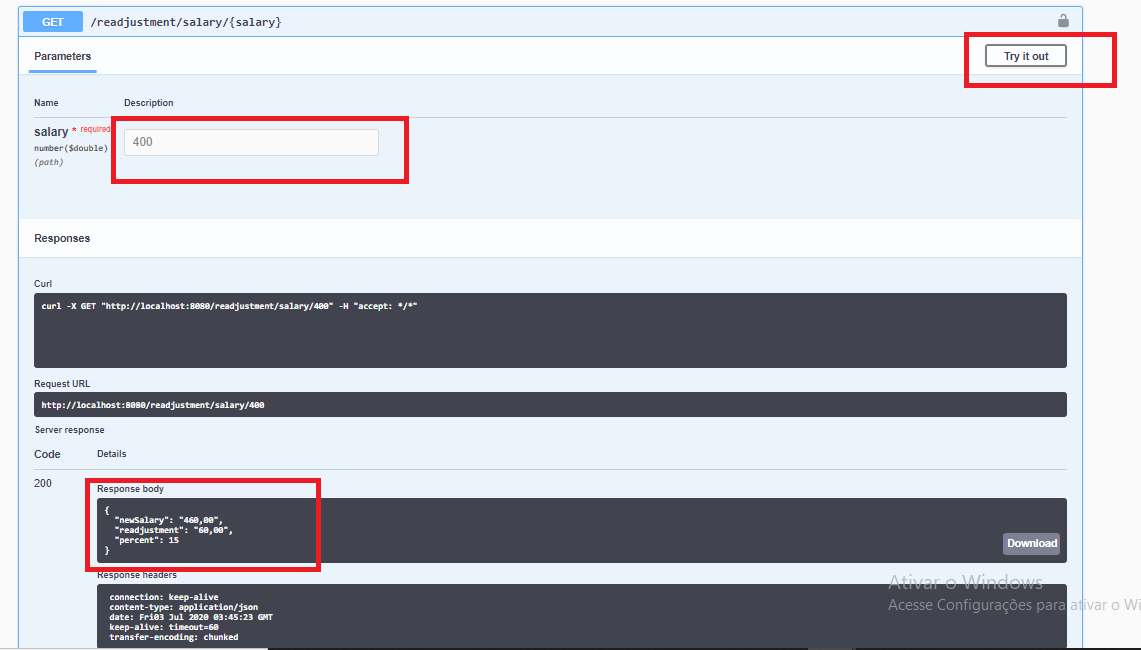 GET /readjustment/salary/{salary}
Parameters
Try it out
Name Description
salary * required
number($double)
(path)
400
Responses
Curl
curl -X GET "http://localhost:8080/readjustment/salary/400" -H "accept: */*"
Request URL
http://localhost:8080/readjustment/salary/400
Server response
Code Details
200
Response body
{
"newSalary": "460,00",
"readjustment": "60,00",
"percent": 15
}
Download
Response headers
connection: keep-alive
content-type: application/json
date: Fri03 Jul 2020 03:45:23 GMT
keep-alive: timeout=60
transfer-encoding: chunked
Ativar o Windows
Acesse Configurações para ativar o Wi